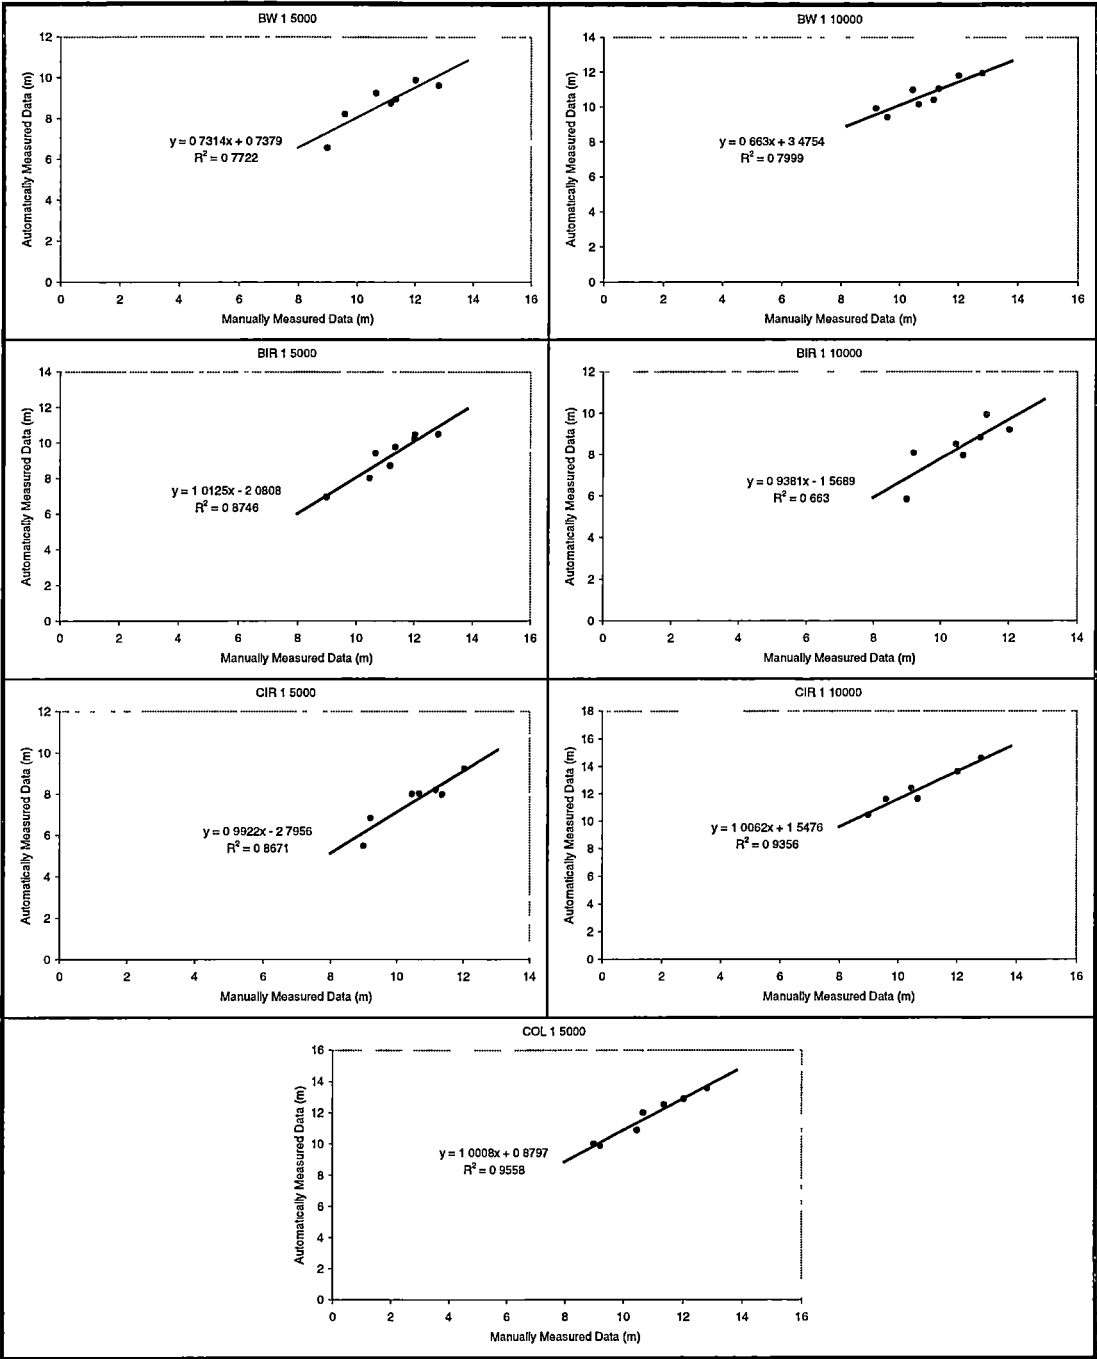 BW 1 5000
Automatically Measured Data (m)
12
10
8
6
4
2
0
y = 0 7314x + 0 7379
R² = 0 7722
0 2 4 6 8 10 12 14 16
Manually Measured Data (m)
BW 1 10000
Automatically Measured Data (m)
14
12
10
8
6
4
2
0
y = 0 663x + 3 4754
R² = 0 7999
0 2 4 6 8 10 12 14 16
Manually Measured Data (m)
BIR 1 5000
Automatically Measured Data (m)
14
12
10
8
6
4
2
0
y = 1 0125x - 2 0808
R² = 0 8746
0 2 4 6 8 10 12 14 16
Manually Measured Data (m)
BIR 1 10000
Automatically Measured Data (m)
12
10
8
6
4
2
0
y = 0 9381x - 1 5689
R² = 0 663
0 2 4 6 8 10 12 14
Manually Measured Data (m)
CIR 1 5000
Automatically Measured Data (m)
12
10
8
6
4
2
0
y = 0 9922x - 2 7956
R² = 0 8671
0 2 4 6 8 10 12 14
Manually Measured Data (m)
CIR 1 10000
Automatically Measured Data (m)
18
16
14
12
10
8
6
4
2
0
y = 1 0062x + 1 5476
R² = 0 9356
0 2 4 6 8 10 12 14 16
Manually Measured Data (m)
COL 1 5000
Automatically Measured Data (m)
16
14
12
10
8
6
4
2
0
y = 1 0008x + 0 8797
R² = 0 9558
0 2 4 6 8 10 12 14 16
Manually Measured Data (m)